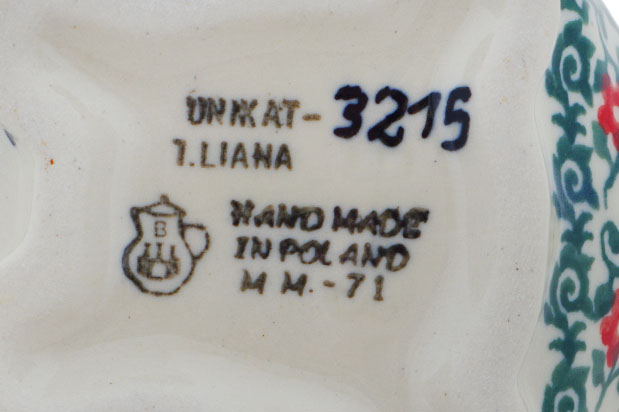 UNIKAT- 3215
T.LIANA
B
HAND MADE
IN POLAND
M M.-71